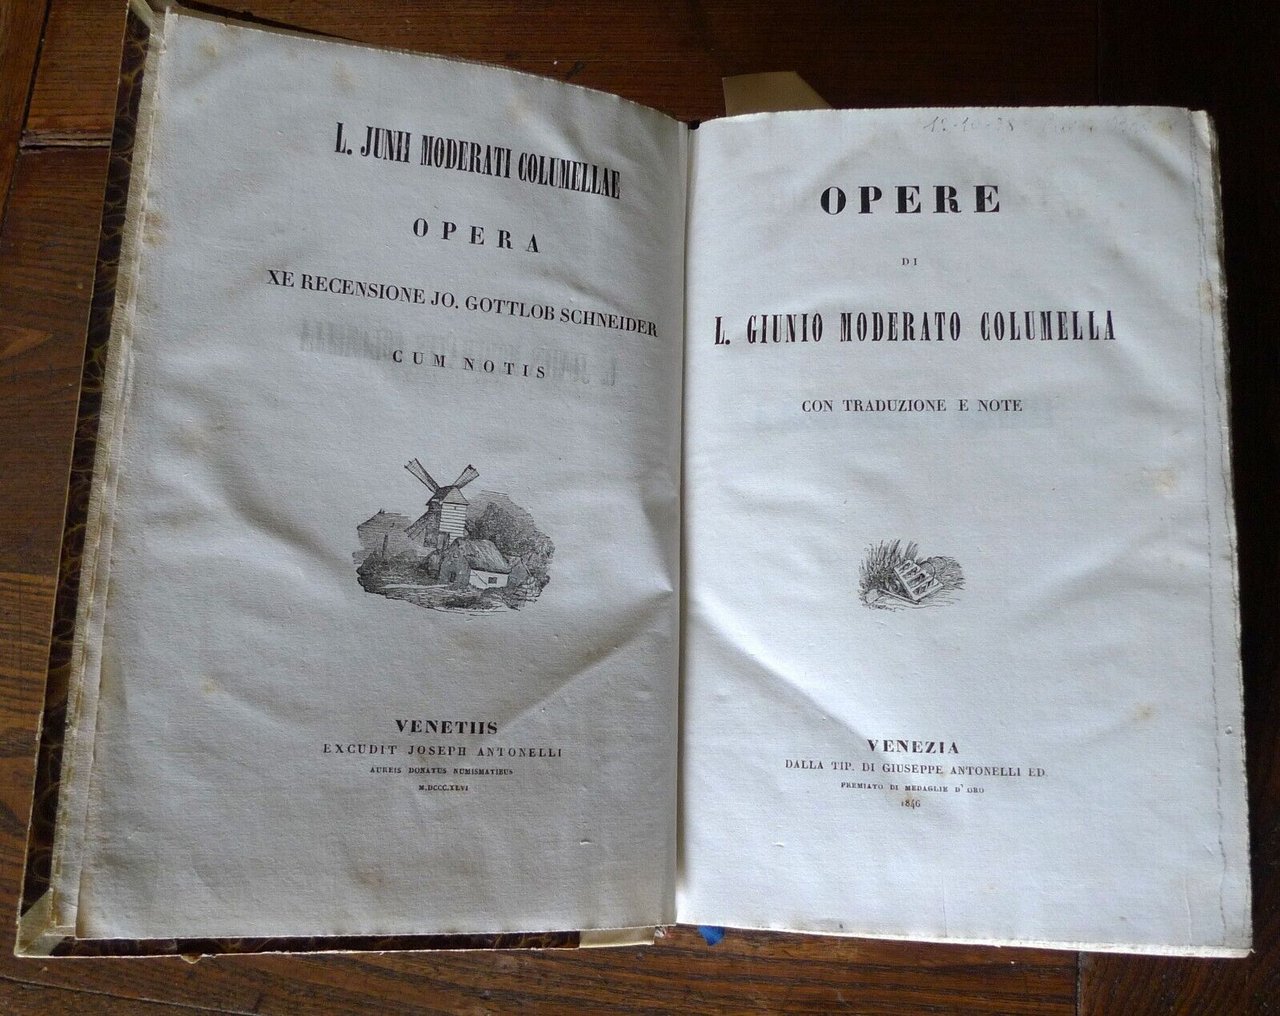 L. JUNII MODERATI COLUMELLAE
OPERA
XE RECENSIONE JO. GOTTLOB SCHNEIDER
CUM NOTIS
VENETIIS
EXCUDIT JOSEPH ANTONELLI
AUREIS DONATUS NUMISMATIBUS
M.DCCC.XLVI
OPERE
DI
L. GIUNIO MODERATO COLUMELLA
CON TRADUZIONE E NOTE
VENEZIA
DALLA TIP. DI GIUSEPPE ANTONELLI ED.
PREMIATO DI MEDAGLIE D'ORO
1846